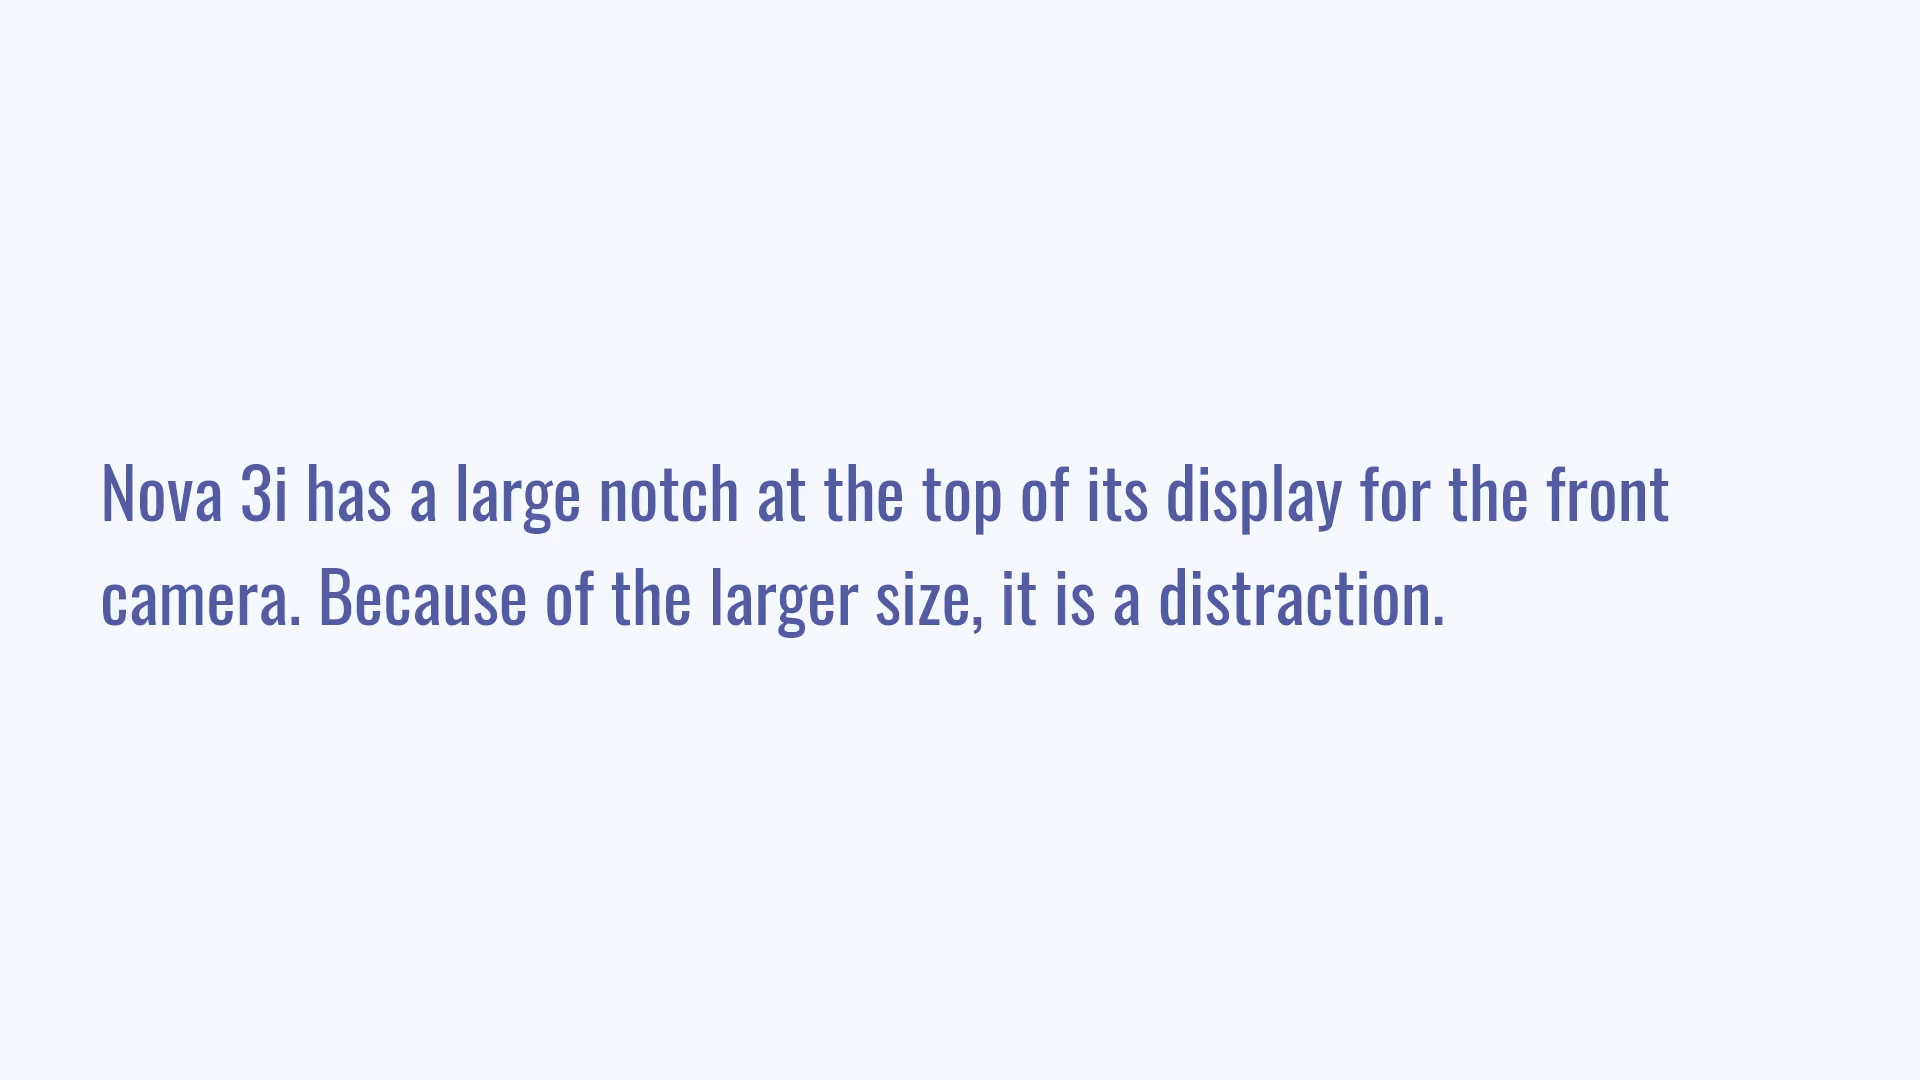 Nova 3i has a large notch at the top of its display for the front
camera. Because of the larger size, it is a distraction.